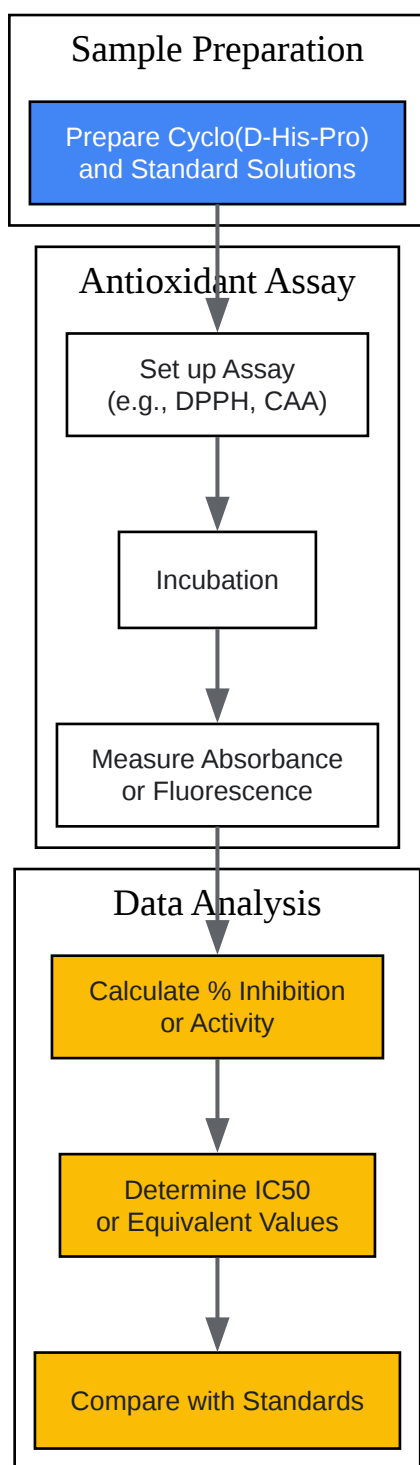 Sample Preparation
Prepare Cyclo(D-His-Pro)
and Standard Solutions
Antioxidant Assay
Set up Assay
(e.g., DPPH, CAA)
Incubation
Measure Absorbance
or Fluorescence
Data Analysis
Calculate % Inhibition
or Activity
Determine IC50
or Equivalent Values
Compare with Standards